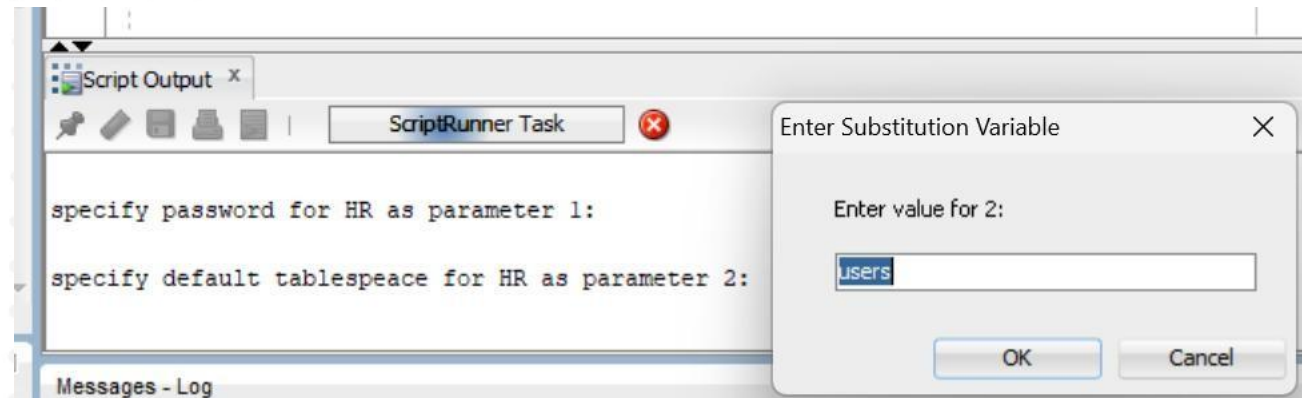 Script Output x
ScriptRunner Task
specify password for HR as parameter 1:
specify default tablespeace for HR as parameter 2:
Messages - Log
Enter Substitution Variable
Enter value for 2:
users
OK Cancel